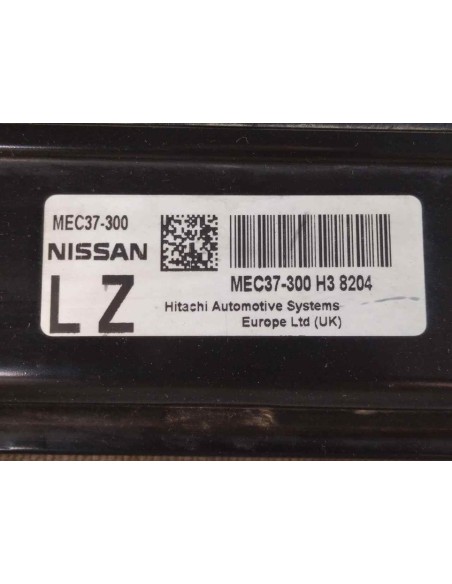 MEC37-300
NISSAN
LZ
MEC37-300 H3 8204
Hitachi Automotive Systems
Europe Ltd (UK)